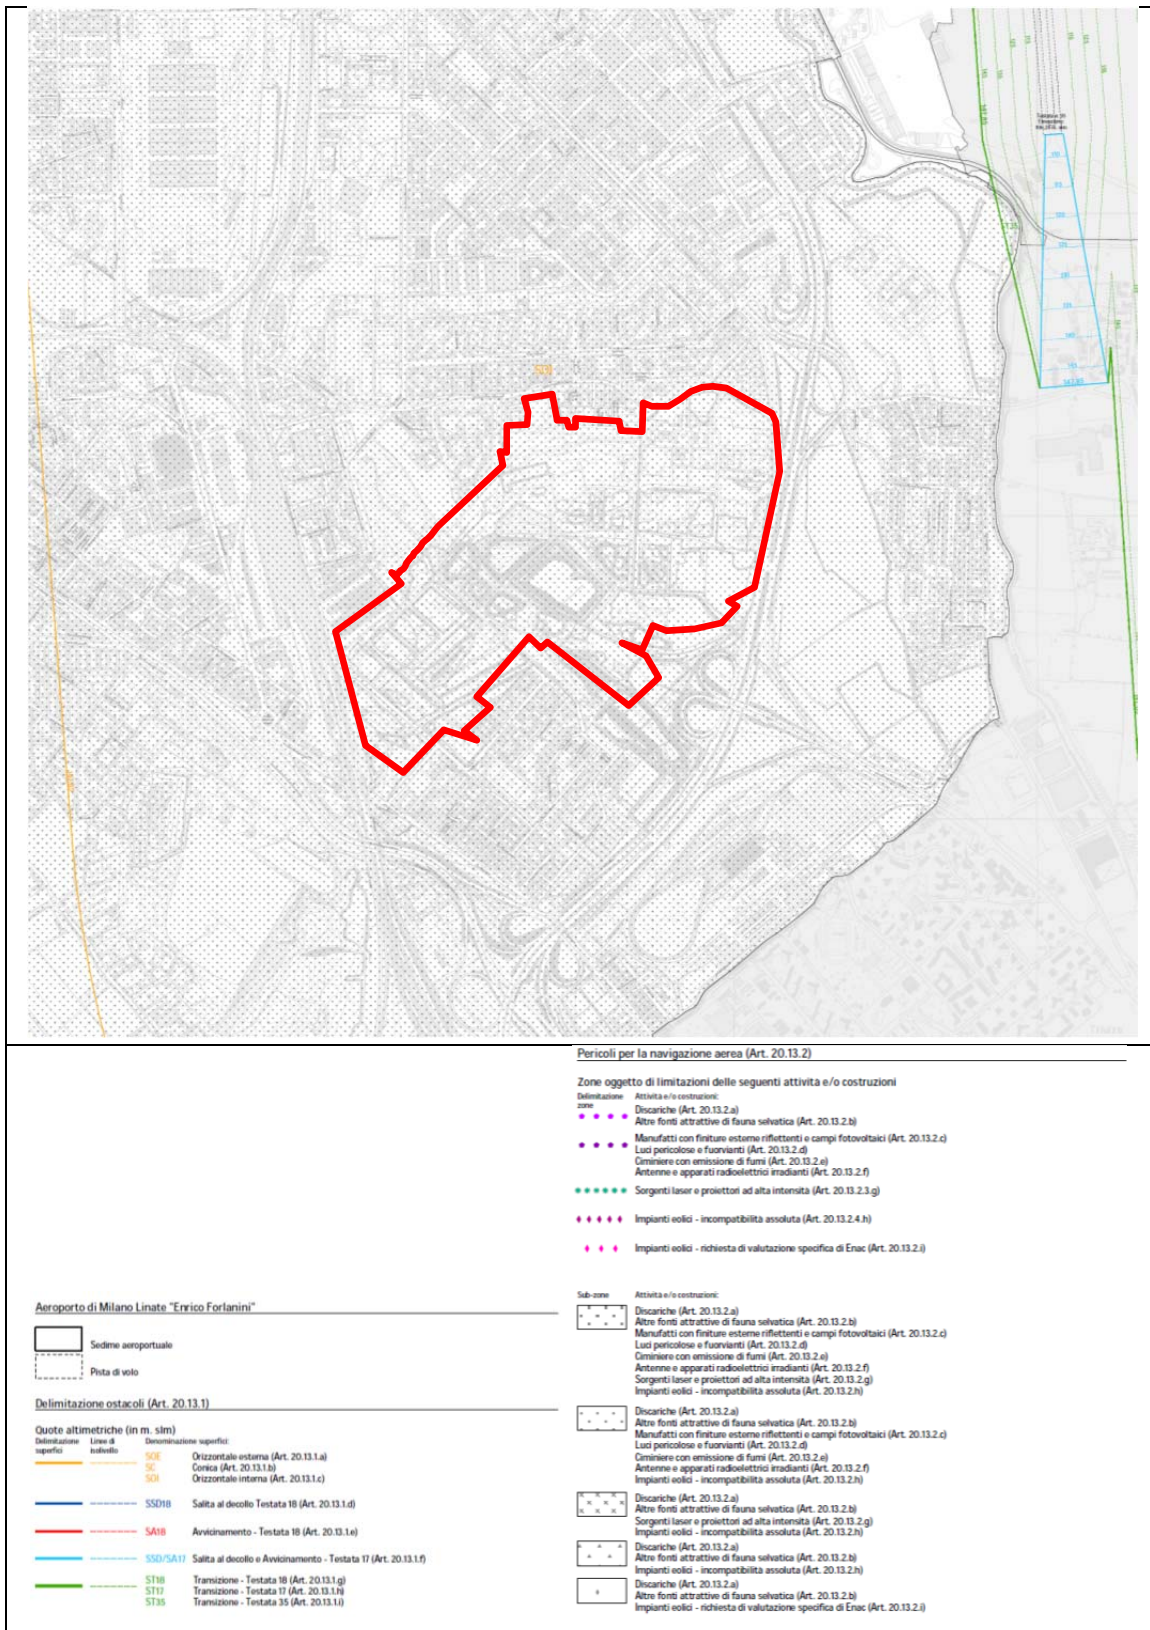 SOI
ST35
147.85
Pericoli per la navigazione aerea (Art. 20.13.2)
Zone oggetto di limitazioni delle seguenti attivita e/o costruzioni
Delimitazione zone
Attività e/o costruzioni:
Discariche (Art. 20.13.2.a)
Altre fonti attrattive di fauna selvatica (Art. 20.13.2.b)
Manufatti con finiture esterne riflettenti e campi fotovoltaici (Art. 20.13.2.c)
Luci pericolose e fuorvianti (Art. 20.13.2.d)
Ciminiere con emissione di fumi (Art. 20.13.2.e)
Antenne e apparati radioelettrici irradianti (Art. 20.13.2.f)
Sorgenti laser e proiettori ad alta intensità (Art. 20.13.2.3.g)
Impianti eolici - incompatibilità assoluta (Art. 20.13.2.4.h)
Impianti eolici - richiesta di valutazione specifica di Enac (Art. 20.13.2.i)
Sub-zone
Attività e/o costruzioni:
Discariche (Art. 20.13.2.a)
Altre fonti attrattive di fauna selvatica (Art. 20.13.2.b)
Manufatti con finiture esterne riflettenti e campi fotovoltaici (Art. 20.13.2.c)
Luci pericolose e fuorvianti (Art. 20.13.2.d)
Ciminiere con emissione di fumi (Art. 20.13.2.e)
Antenne e apparati radioelettrici irradianti (Art. 20.13.2.f)
Sorgenti laser e proiettori ad alta intensità (Art. 20.13.2.g)
Impianti eolici - incompatibilità assoluta (Art. 20.13.2.h)
Discariche (Art. 20.13.2.a)
Altre fonti attrattive di fauna selvatica (Art. 20.13.2.b)
Manufatti con finiture esterne riflettenti e campi fotovoltaici (Art. 20.13.2.c)
Luci pericolose e fuorvianti (Art. 20.13.2.d)
Ciminiere con emissione di fumi (Art. 20.13.2.e)
Antenne e apparati radioelettrici irradianti (Art. 20.13.2.f)
Impianti eolici - incompatibilità assoluta (Art. 20.13.2.h)
Discariche (Art. 20.13.2.a)
Altre fonti attrattive di fauna selvatica (Art. 20.13.2.b)
Sorgenti laser e proiettori ad alta intensità (Art. 20.13.2.g)
Impianti eolici - incompatibilità assoluta (Art. 20.13.2.h)
Discariche (Art. 20.13.2.a)
Altre fonti attrattive di fauna selvatica (Art. 20.13.2.b)
Impianti eolici - incompatibilità assoluta (Art. 20.13.2.h)
Discariche (Art. 20.13.2.a)
Altre fonti attrattive di fauna selvatica (Art. 20.13.2.b)
Impianti eolici - richiesta di valutazione specifica di Enac (Art. 20.13.2.i)
Aeroporto di Milano Linate "Enrico Forlanini"
Sedime aeroportuale
Pista di volo
Delimitazione ostacoli (Art. 20.13.1)
Quote altimetriche (in m. slm)
Delimitazione superfici
Linee di isolivello
Denominazione superfici:
SOE Orizzontale esterna (Art. 20.13.1.a)
SC Conica (Art. 20.13.1.b)
SOI Orizzontale interna (Art. 20.13.1.c)
SSD18 Salita al decollo Testata 18 (Art. 20.13.1.d)
SA18 Avvicinamento - Testata 18 (Art. 20.13.1.e)
SSD/SA17 Salita al decollo e Avvicinamento - Testata 17 (Art. 20.13.1.f)
ST18 Transizione - Testata 18 (Art. 20.13.1.g)
ST17 Transizione - Testata 17 (Art. 20.13.1.h)
ST35 Transizione - Testata 35 (Art. 20.13.1.i)